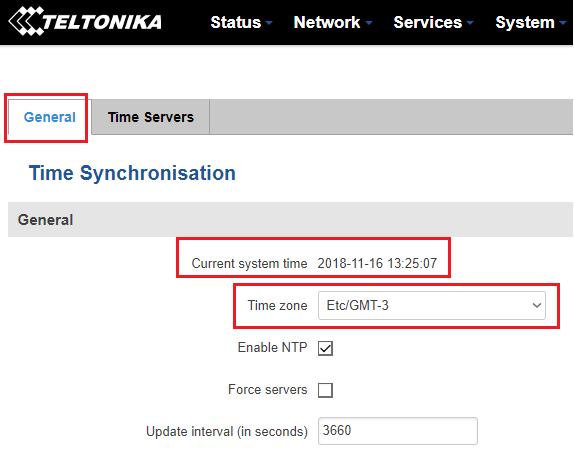 TELTONIKA Status Network Services System
General Time Servers
Time Synchronisation
General
Current system time 2018-11-16 13:25:07
Time zone Etc/GMT-3
Enable NTP
Force servers
Update interval (in seconds) 3660